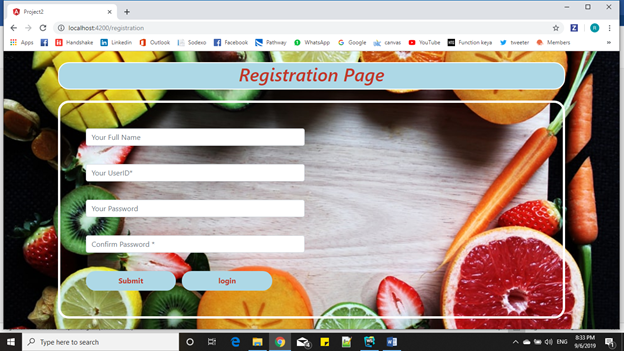 Project2
localhost:4200/registration
Apps Facebook Handshake Linkedin Outlook Sodexo Facebook Pathway WhatsApp Google canvas YouTube Function keya tweeter Members
Registration Page
Your Full Name
Your UserID*
Your Password
Confirm Password *
Submit login
Type here to search
ENG
8:33 PM
9/6/2019